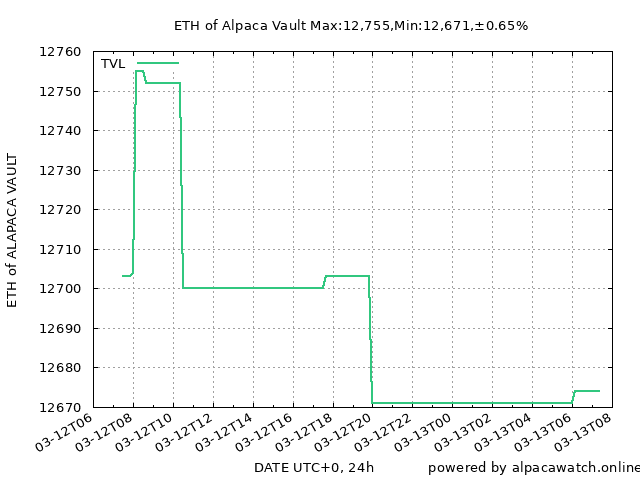 ETH of Alpaca Vault Max:12,755,Min:12,671,±0.65%
TVL
12760
12750
12740
12730
12720
12710
12700
12690
12680
12670
ETH of ALAPACA VAULT
03-12T06
03-12T08
03-12T10
03-12T12
03-12T14
03-12T16
03-12T18
03-12T20
03-12T22
03-13T00
03-13T02
03-13T04
03-13T06
03-13T08
DATE UTC+0, 24h
powered by alpacawatch.online